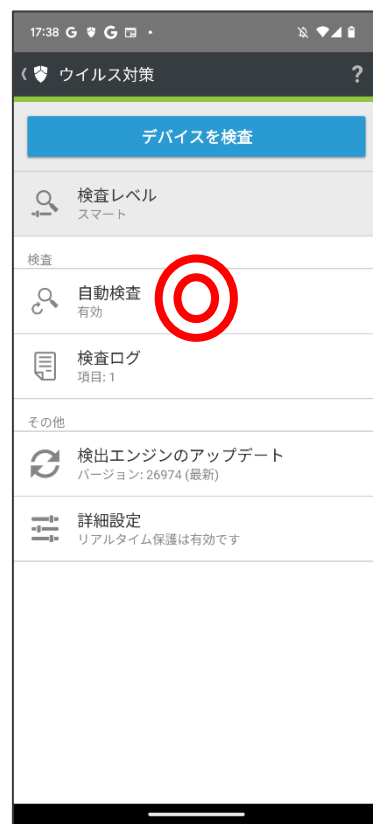 17:38 G G
ウイルス対策 ?
デバイスを検査
検査レベル
スマート
検査
自動検査
有効
検査ログ
項目: 1
その他
検出エンジンのアップデート
バージョン: 26974 (最新)
詳細設定
リアルタイム保護は有効です